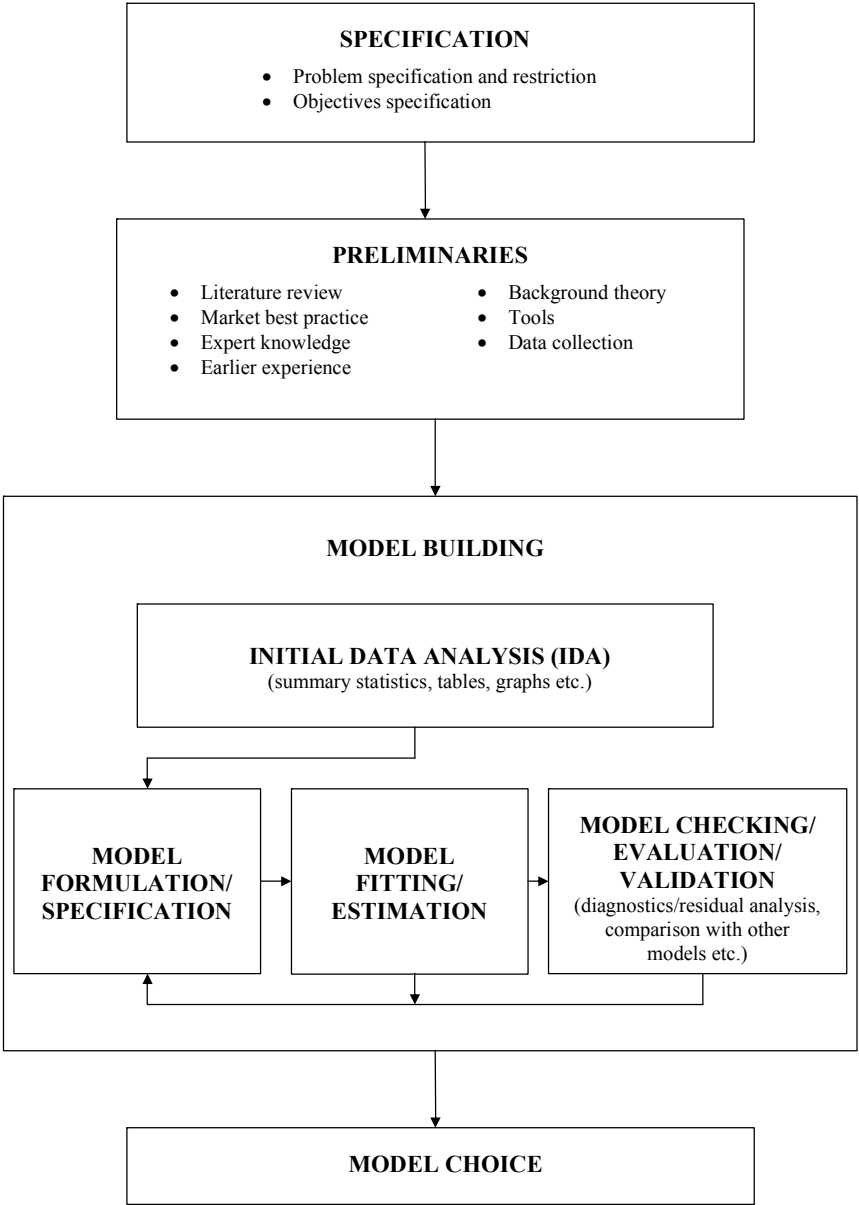 SPECIFICATION
• Problem specification and restriction
• Objectives specification
PRELIMINARIES
• Literature review
• Market best practice
• Expert knowledge
• Earlier experience
• Background theory
• Tools
• Data collection
MODEL BUILDING
INITIAL DATA ANALYSIS (IDA)
(summary statistics, tables, graphs etc.)
MODEL
FORMULATION/
SPECIFICATION
MODEL
FITTING/
ESTIMATION
MODEL CHECKING/
EVALUATION/
VALIDATION
(diagnostics/residual analysis,
comparison with other
models etc.)
MODEL CHOICE